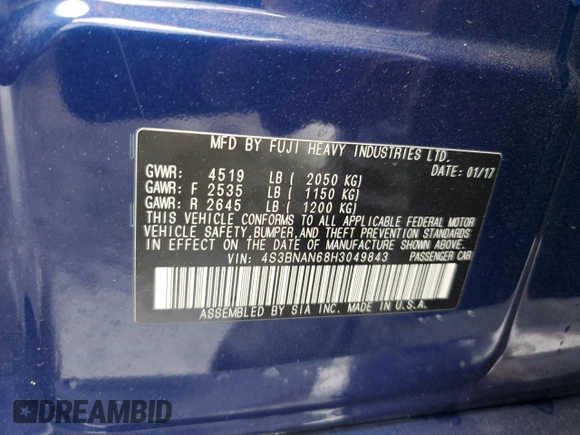 MFD BY FUJI HEAVY INDUSTRIES LTD.
GVWR: 4519 LB ( 2050 KG) DATE: 01/17
GAWR: F 2535 LB ( 1150 KG)
GAWR: R 2645 LB ( 1200 KG)
THIS VEHICLE CONFORMS TO ALL APPLICABLE FEDERAL MOTOR
VEHICLE SAFETY, BUMPER, AND THEFT PREVENTION STANDARDS
IN EFFECT ON THE DATE OF MANUFACTURE SHOWN ABOVE.
VIN: 4S3BNAN68H3049843 PASSENGER CAR
ASSEMBLED BY SIA INC. MADE IN U.S.A.
DREAMBID